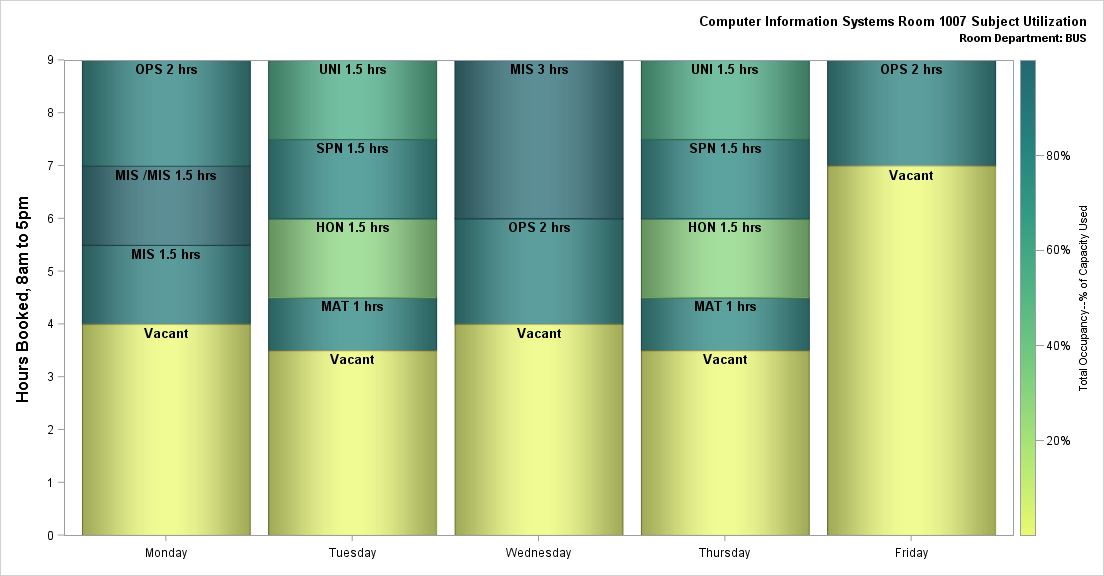 Computer Information Systems Room 1007 Subject Utilization
Room Department: BUS
Hours Booked, 8am to 5pm
9
8
7
6
5
4
3
2
1
0
OPS 2 hrs
MIS /MIS 1.5 hrs
MIS 1.5 hrs
Vacant
UNI 1.5 hrs
SPN 1.5 hrs
HON 1.5 hrs
MAT 1 hrs
Vacant
MIS 3 hrs
OPS 2 hrs
Vacant
UNI 1.5 hrs
SPN 1.5 hrs
HON 1.5 hrs
MAT 1 hrs
Vacant
OPS 2 hrs
Vacant
Monday
Tuesday
Wednesday
Thursday
Friday
80%
60%
40%
20%
Total Occupancy--% of Capacity Used